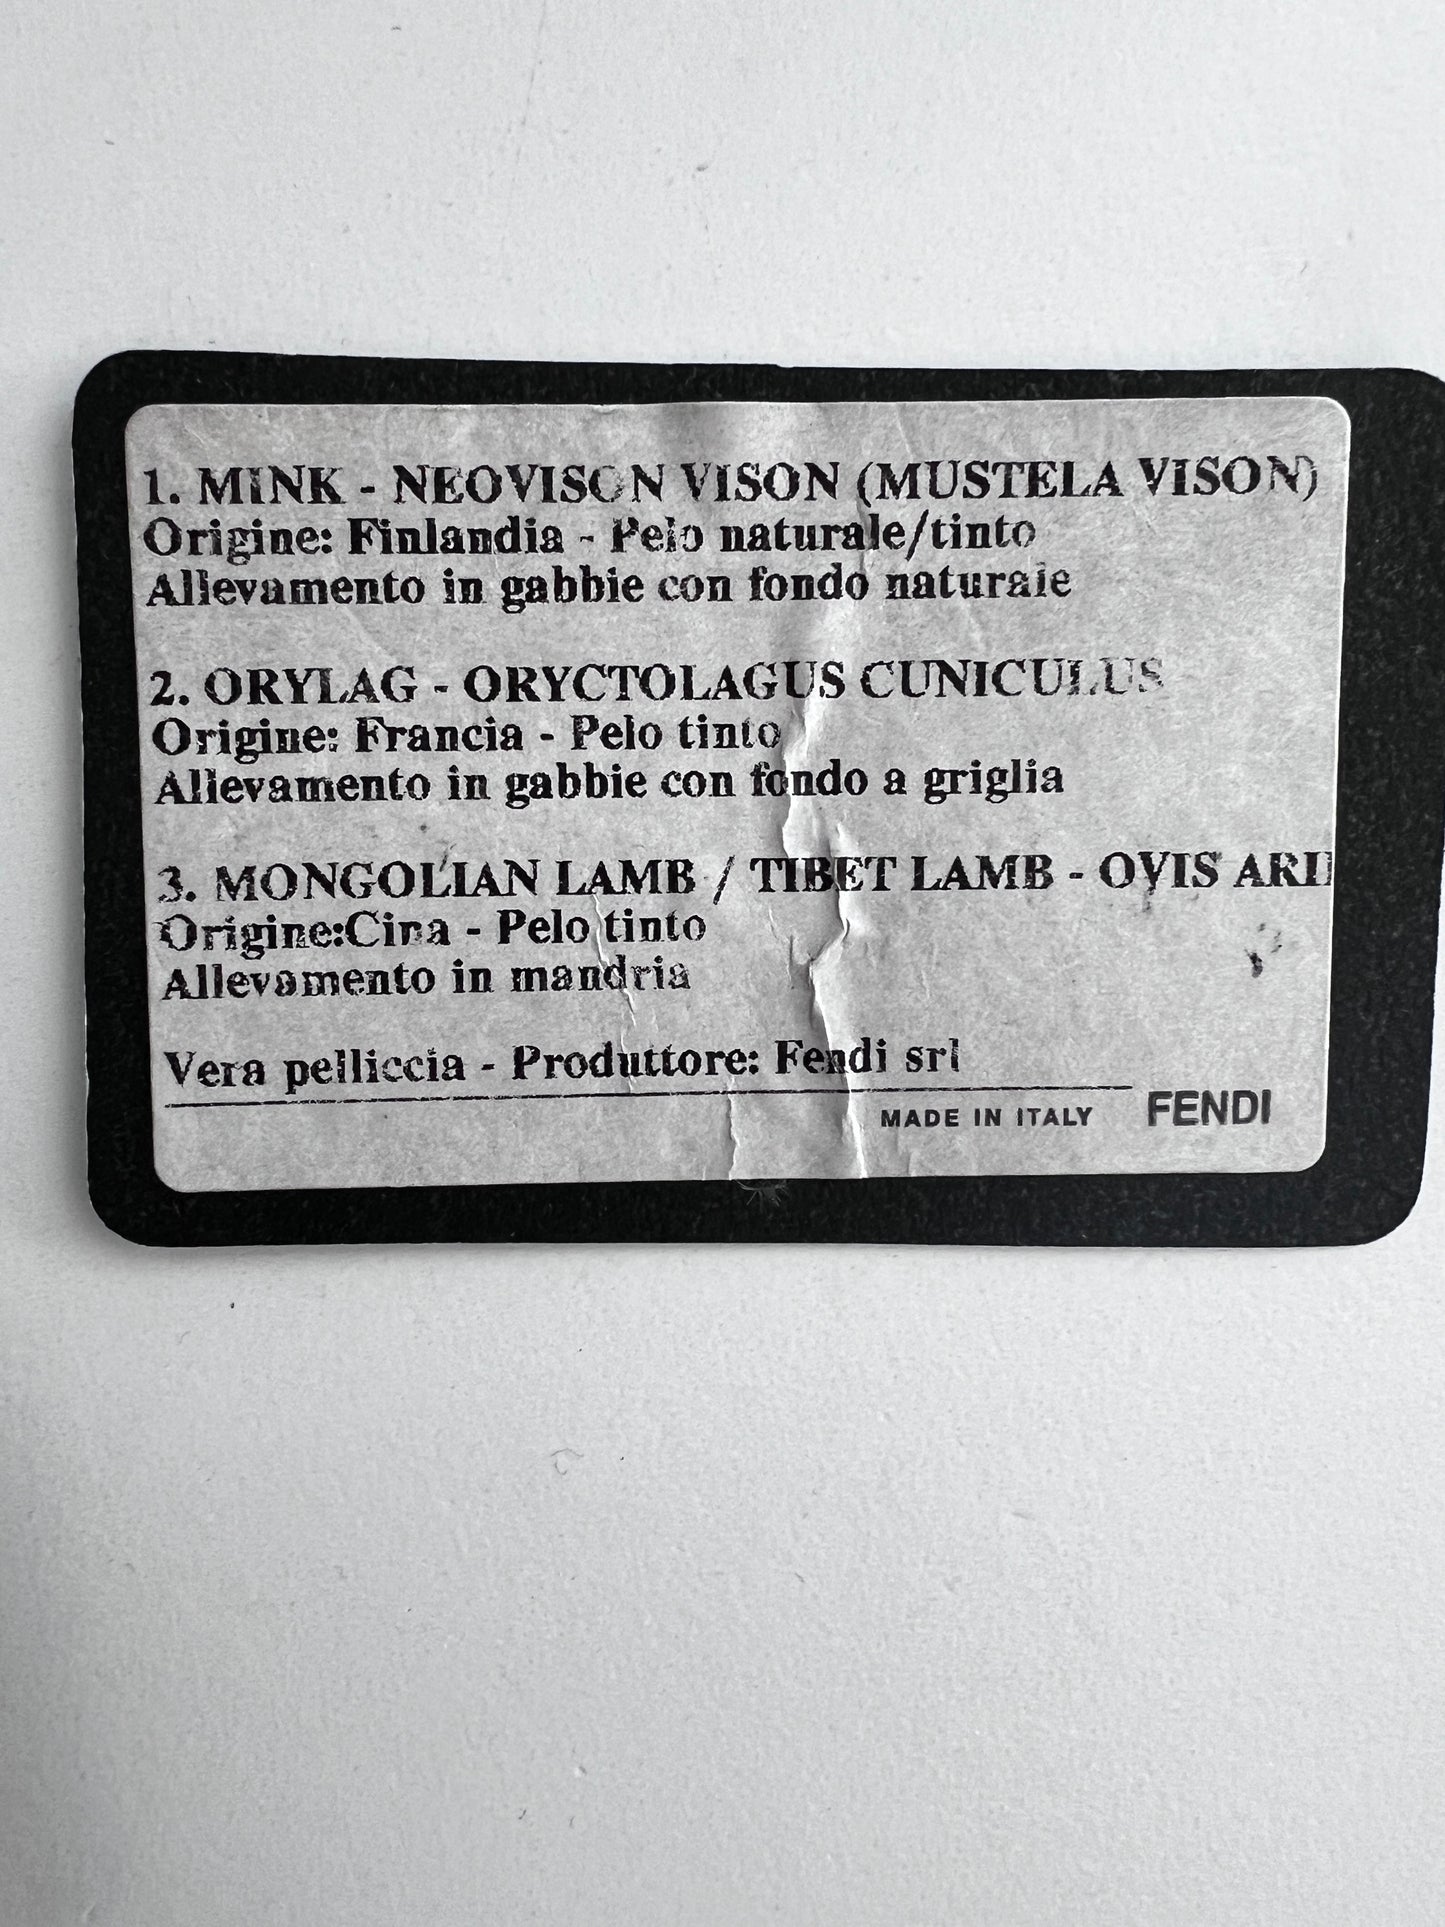 1. MINK - NEOVISON VISON (MUSTELA VISON)
Origine: Finlandia - Pelo naturale/tinto
Allevamento in gabbie con fondo naturale
2. ORYLAG - ORYCTOLAGUS CUNICULUS
Origine: Francia - Pelo tinto
Allevamento in gabbie con fondo a griglia
3. MONGOLIAN LAMB / TIBET LAMB - OVIS ARI
Origine:Cina - Pelo tinto
Allevamento in mandria
Vera pelliccia - Produttore: Fendi srl
MADE IN ITALY FENDI